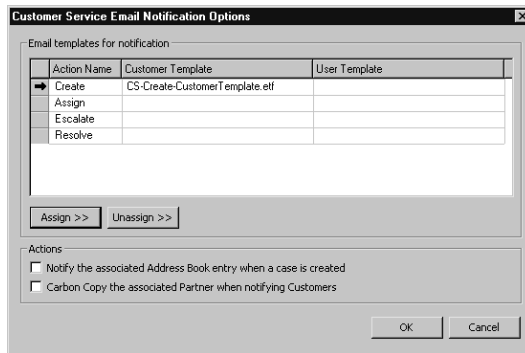 Customer Service Email Notification Options
Email templates for notification
Action Name Customer Template User Template
Create CS-Create-CustomerTemplate.etf
Assign
Escalate
Resolve
Assign >> Unassign >>
Actions
Notify the associated Address Book entry when a case is created
Carbon Copy the associated Partner when notifying Customers
OK Cancel